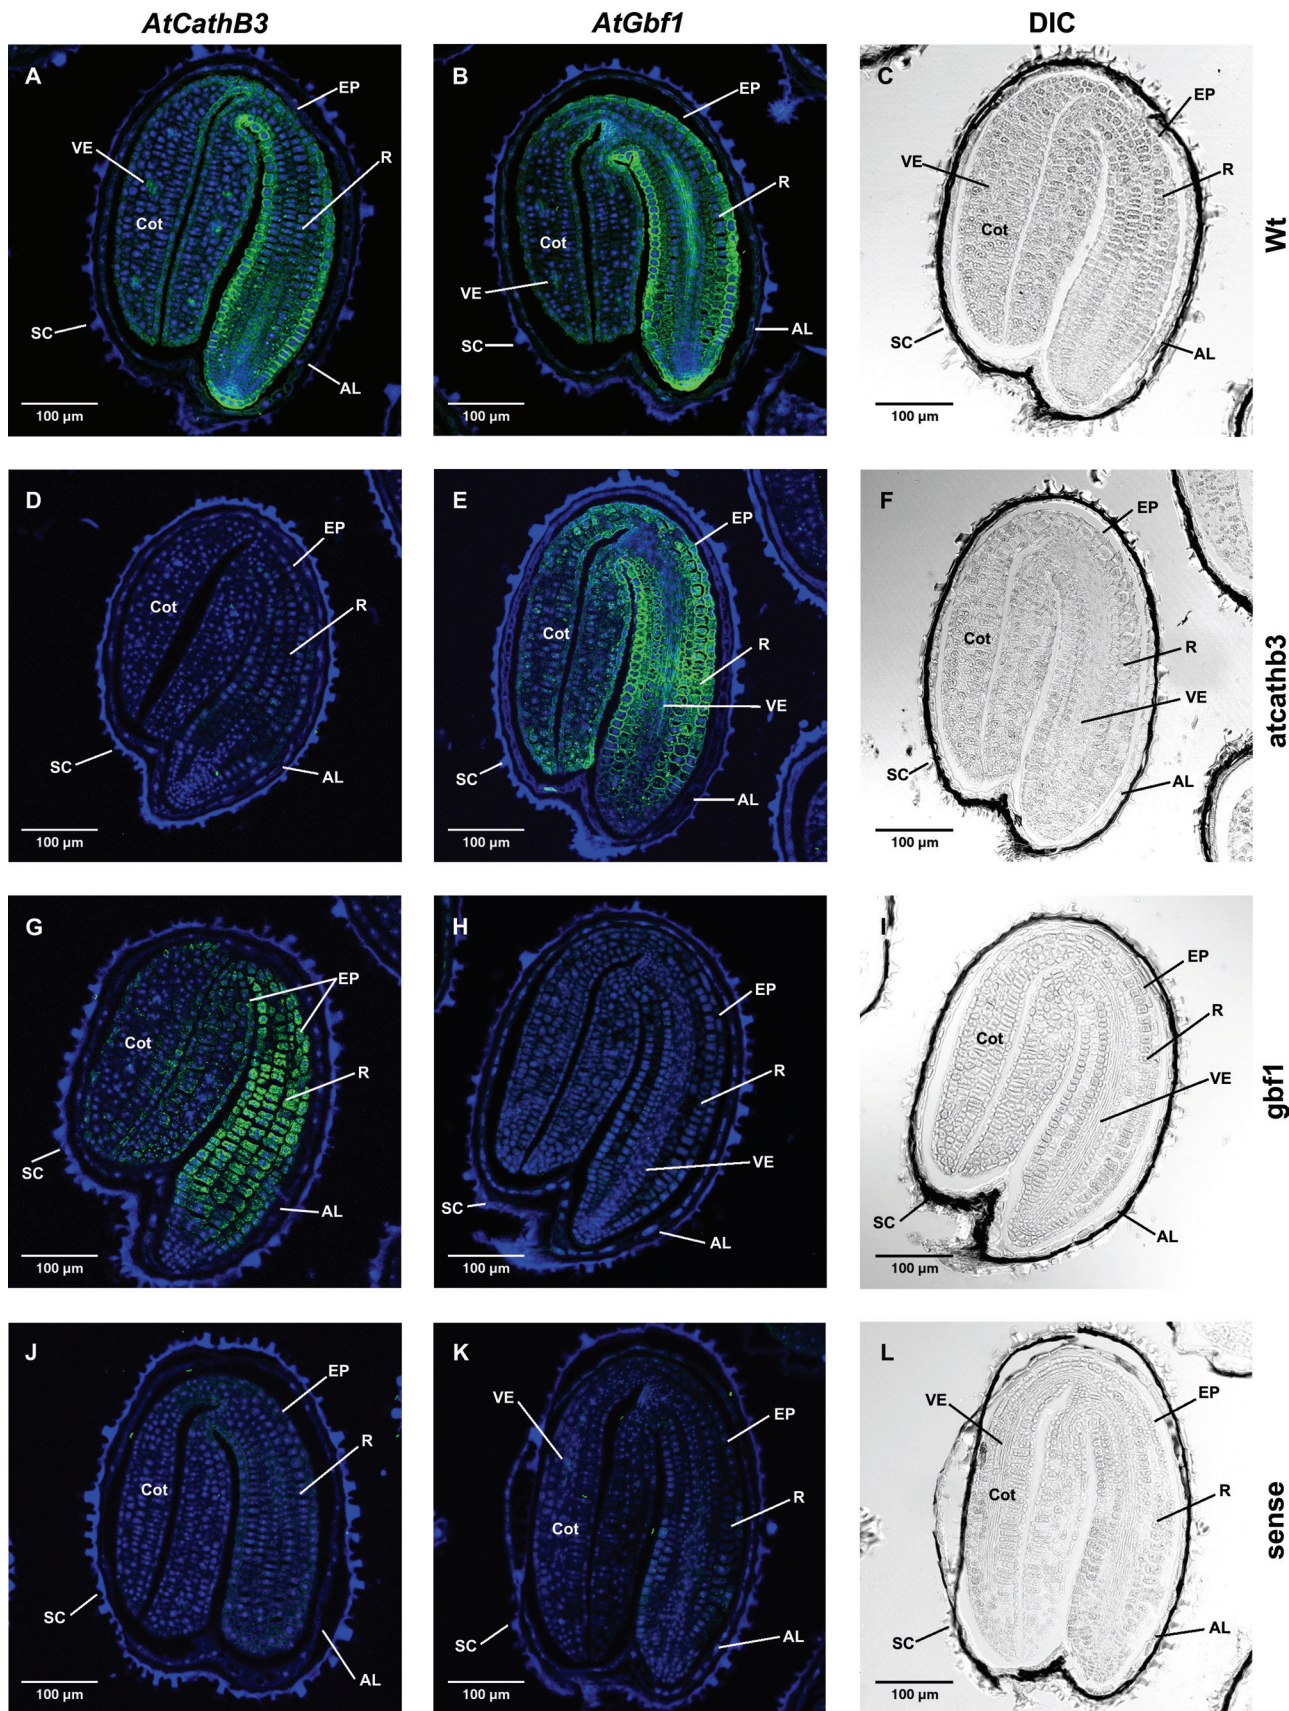 AtCathB3 AtGbf1 DIC
A EP VE R Cot SC AL 100 µm
B EP R Cot VE AL SC 100 µm
C EP VE R Cot SC AL 100 µm
Wt
D EP Cot R SC AL 100 µm
E EP Cot R VE SC AL 100 µm
F EP Cot R VE SC AL 100 µm
atcathb3
G EP Cot R SC AL 100 µm
H EP R VE SC AL 100 µm
I EP R Cot VE SC AL 100 µm
gbf1
J EP R Cot SC AL 100 µm
K VE EP R Cot SC AL 100 µm
L EP VE Cot R SC AL 100 µm
sense